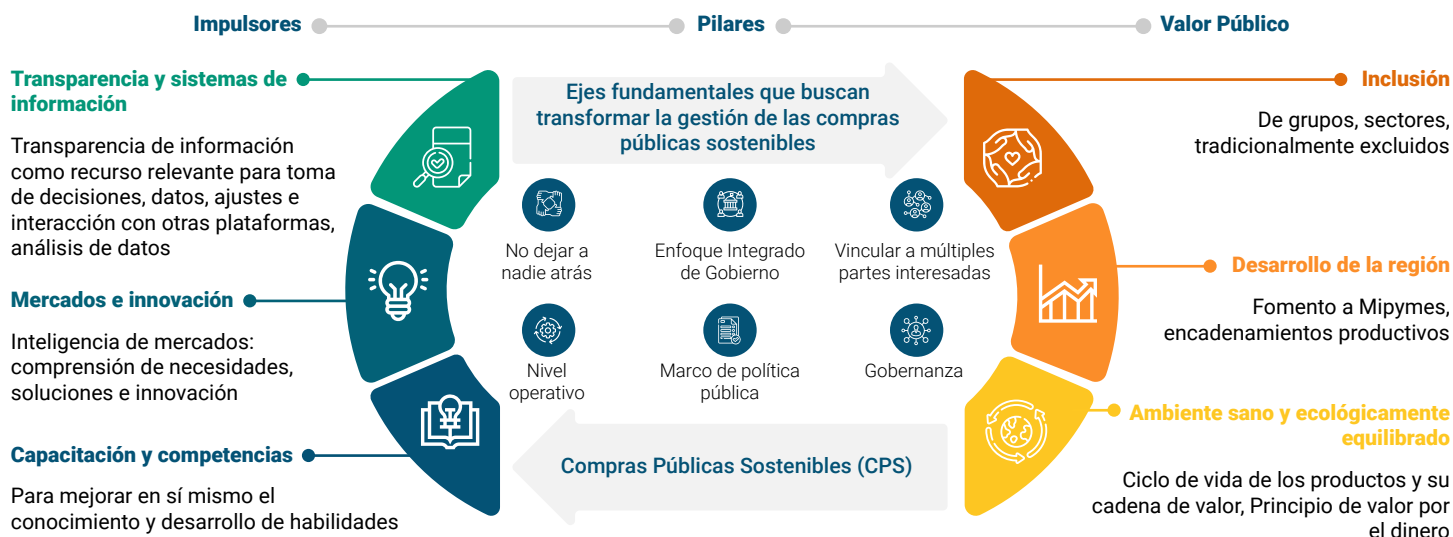 Impulsores
Pilares
Valor Público
Transparencia y sistemas de
información
Transparencia de información
como recurso relevante para toma
de decisiones, datos, ajustes e
interacción con otras plataformas,
análisis de datos
Mercados e innovación
Inteligencia de mercados:
comprensión de necesidades,
soluciones e innovación
Capacitación y competencias
Para mejorar en sí mismo el
conocimiento y desarrollo de habilidades
Ejes fundamentales que buscan
transformar la gestión de las compras
públicas sostenibles
No dejar a
nadie atrás
Enfoque Integrado
de Gobierno
Vincular a múltiples
partes interesadas
Nivel
operativo
Marco de política
pública
Gobernanza
Compras Públicas Sostenibles (CPS)
Inclusión
De grupos, sectores,
tradicionalmente excluidos
Desarrollo de la región
Fomento a Mipymes,
encadenamientos productivos
Ambiente sano y ecológicamente
equilibrado
Ciclo de vida de los productos y su
cadena de valor, Principio de valor por
el dinero